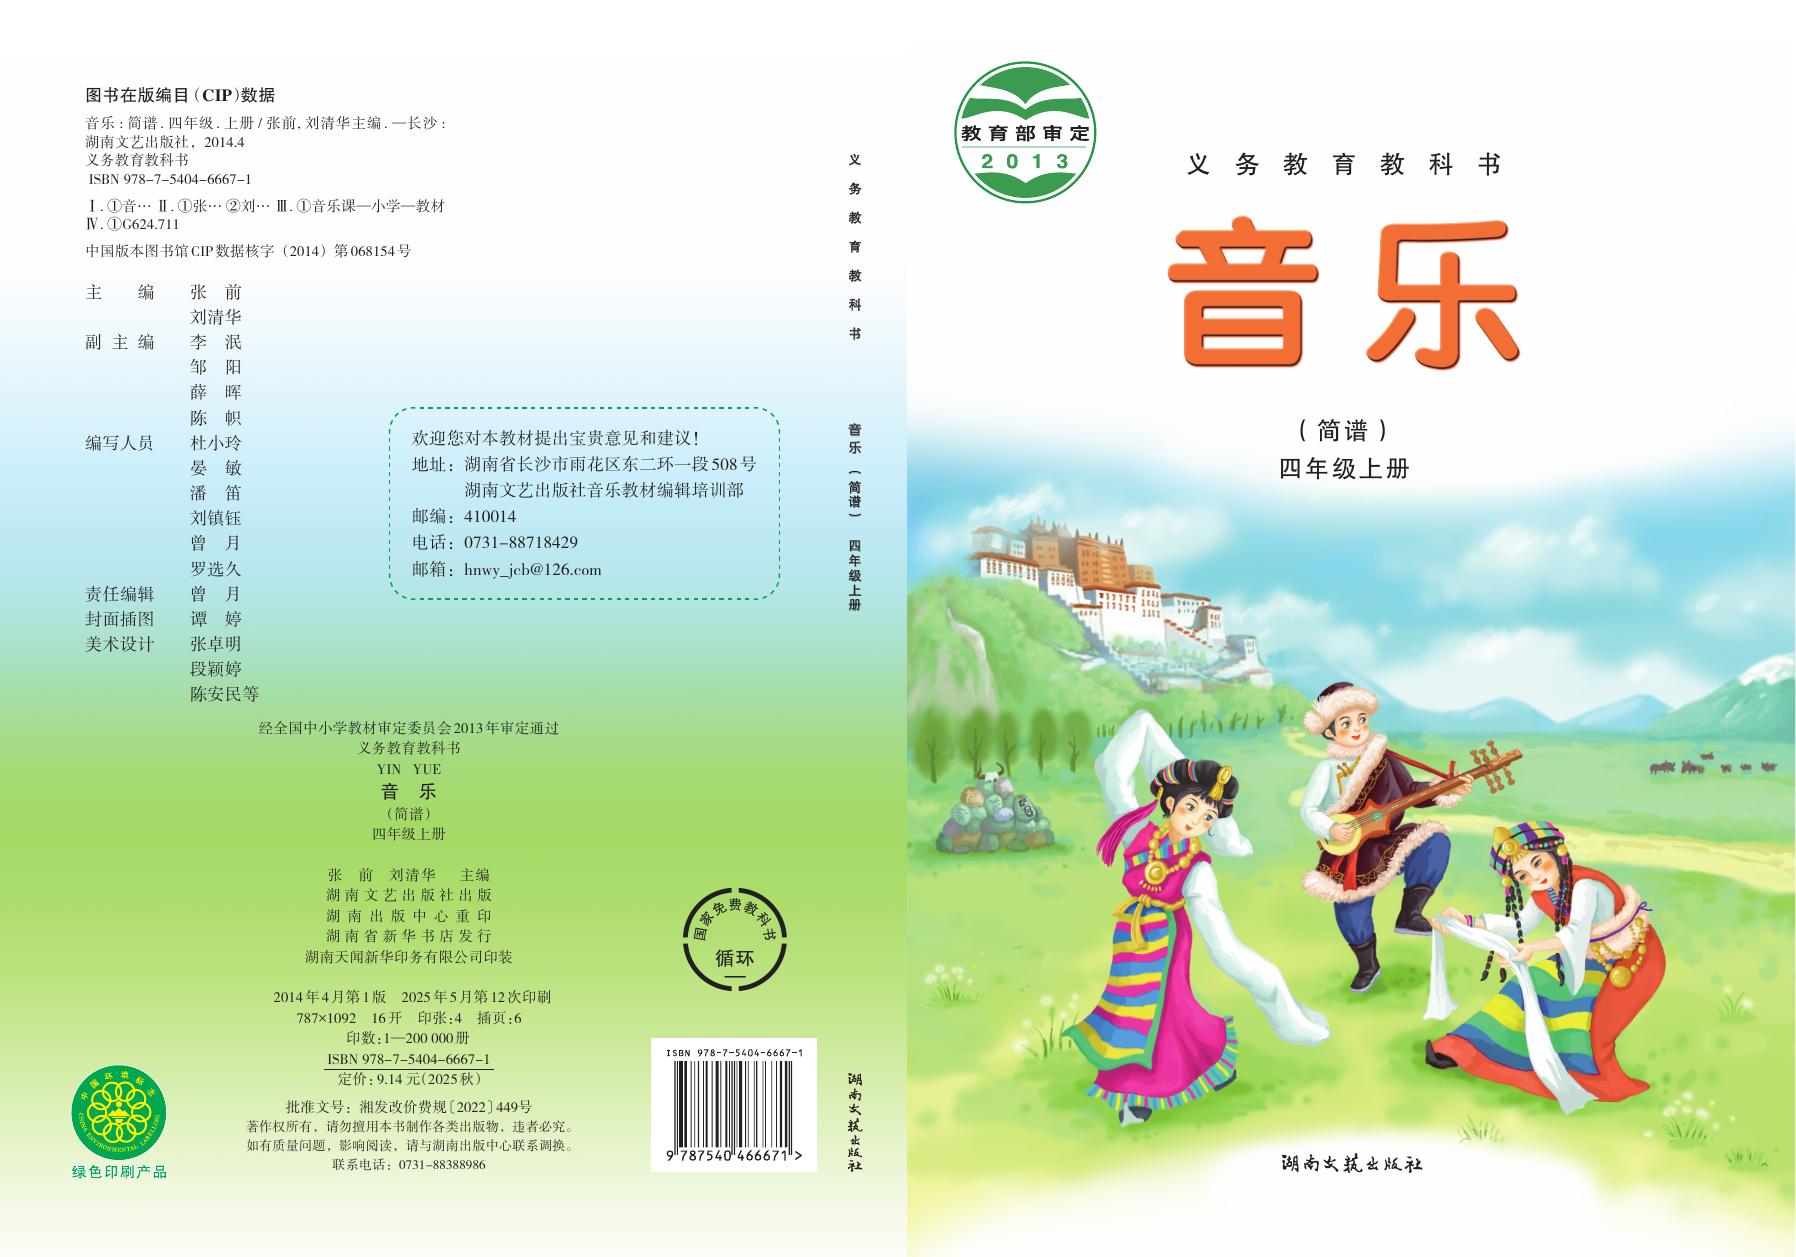 图书在版编目(CIP)数据
音乐:简谱.四年级.上册/张前,刘清华主编.—长沙:
湖南文艺出版社,2014.4
义务教育教科书
ISBN 978-7-5404-6667-1
Ⅰ.①音… Ⅱ.①张… ②刘… Ⅲ.①音乐课—小学—教材
Ⅳ.①G624.711
中国版本图书馆CIP数据核字(2014)第068154号
主 编 张 前
刘清华
副主编 李 泯
邹 阳
薛 晖
陈 帜
编写人员 杜小玲
晏 敏
潘 笛
刘镇钰
曾 月
罗选久
责任编辑 曾 月
封面插图 谭 婷
美术设计 张卓明
段颖婷
陈安民等
欢迎您对本教材提出宝贵意见和建议!
地址:湖南省长沙市雨花区东二环一段508号
湖南文艺出版社音乐教材编辑培训部
邮编:410014
电话:0731-88718429
邮箱:hnwy_jcb@126.com
经全国中小学教材审定委员会2013年审定通过
义务教育教科书
YIN YUE
音 乐
(简谱)
四年级上册
张 前 刘清华 主编
湖南文艺出版社出版
湖南出版中心重印
湖南省新华书店发行
湖南天闻新华印务有限公司印装
2014年4月第1版 2025年5月第12次印刷
787×1092 16开 印张:4 插页:6
印数:1—200 000册
ISBN 978-7-5404-6667-1
定价:9.14元(2025秋)
批准文号:湘发改价费规〔2022〕449号
著作权所有,请勿擅用本书制作各类出版物,违者必究。
如有质量问题,影响阅读,请与湖南出版中心联系调换。
联系电话:0731-88388986
中国环境标志
CHINA ENVIRONMENTAL LABELLING
绿色印刷产品
国家免费教科书
循环
ISBN 978-7-5404-6667-1
9 787540 466671 >
义务教育教科书
音乐(简谱) 四年级上册
湖南文艺出版社
教育部审定
2013
义务教育教科书
音乐
(简谱)
四年级上册
湖南文艺出版社